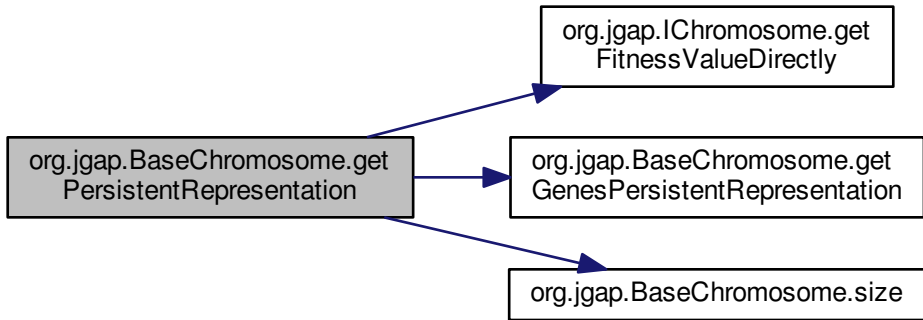 org.jgap.IChromosome.get
FitnessValueDirectly
org.jgap.BaseChromosome.get
PersistentRepresentation
org.jgap.BaseChromosome.get
GenesPersistentRepresentation
org.jgap.BaseChromosome.size